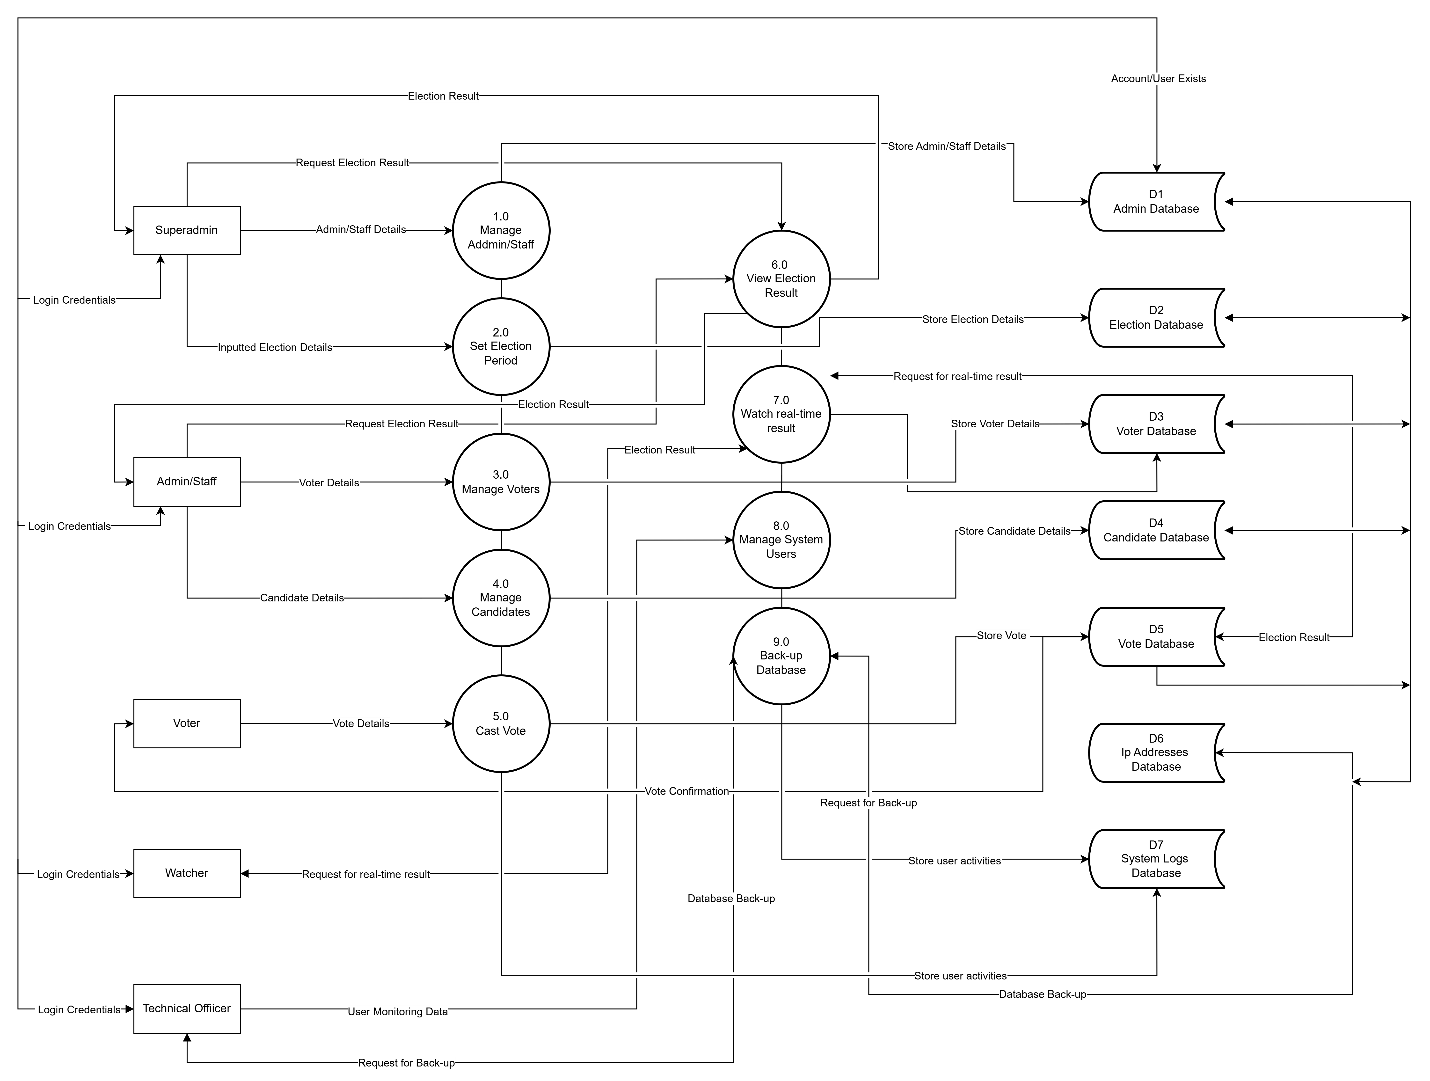 Account/User Exists
Election Result
Store Admin/Staff Details
Request Election Result
D1
Admin Database
1.0
Manage
Addmin/Staff
Superadmin
Admin/Staff Details
6.0
View Election
Result
Login Credentials
D2
Election Database
Store Election Details
2.0
Set Election
Period
Inputted Election Details
Request for real-time result
Election Result
7.0
Watch real-time
result
D3
Voter Database
Request Election Result
Store Voter Details
Election Result
Admin/Staff
Voter Details
3.0
Manage Voters
Login Credentials
8.0
Manage System
Users
Store Candidate Details
D4
Candidate Database
4.0
Manage
Candidates
Candidate Details
Store Vote
D5
Vote Database
Election Result
9.0
Back-up
Database
Voter
Vote Details
5.0
Cast Vote
D6
Ip Addresses
Database
Vote Confirmation
Request for Back-up
D7
System Logs
Database
Store user activities
Login Credentials
Watcher
Request for real-time result
Database Back-up
Store user activities
Database Back-up
Login Credentials
Technical Offiicer
User Monitoring Data
Request for Back-up